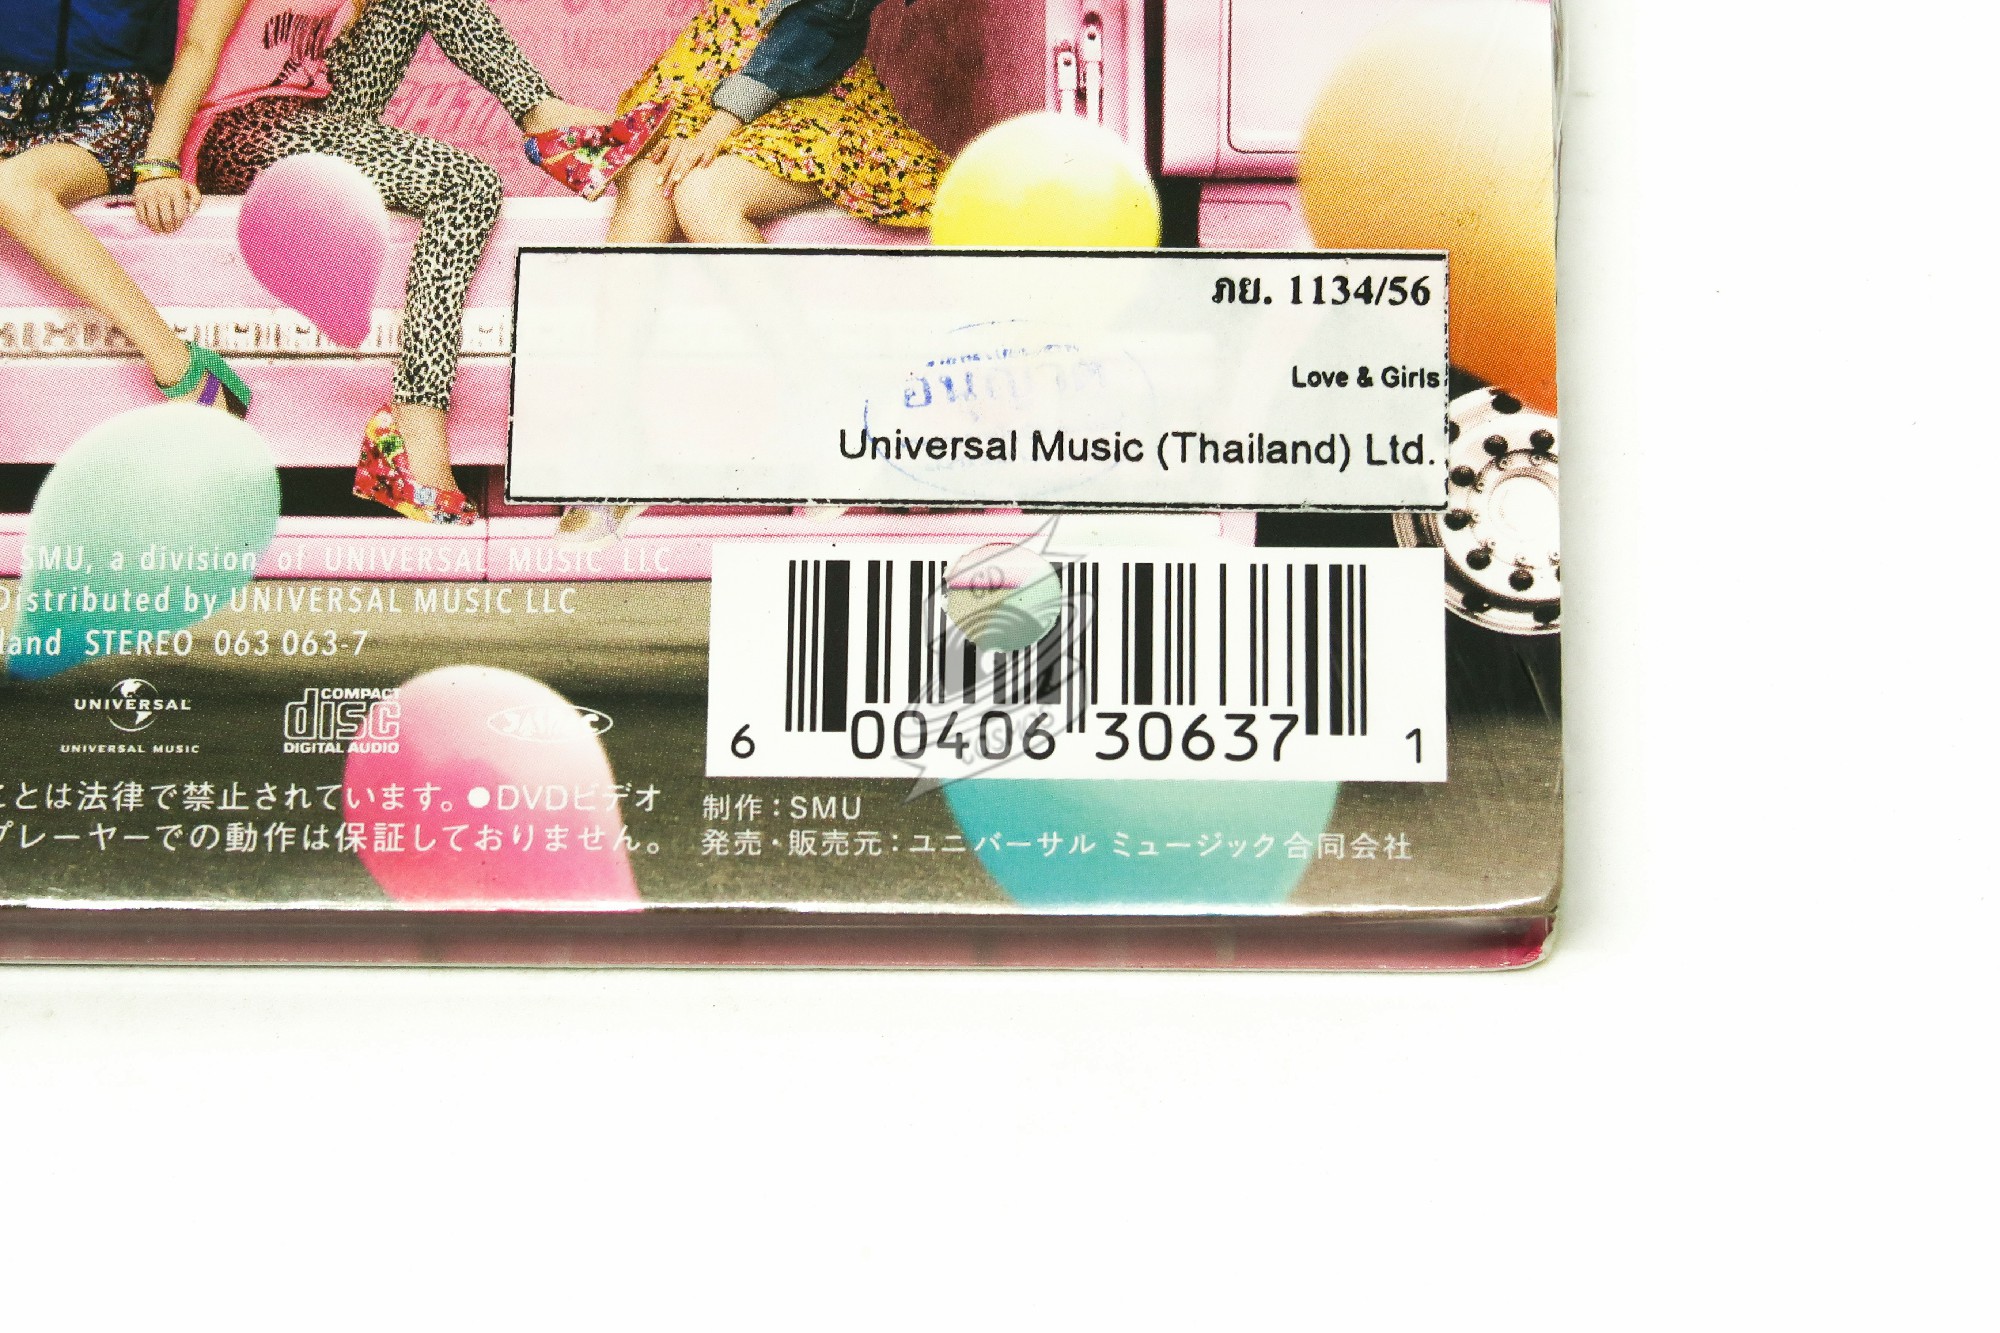 ภย. 1134/56
Love & Girls
Universal Music (Thailand) Ltd.
SMU, a division of UNIVERSAL MUSIC LLC
Distributed by UNIVERSAL MUSIC LLC
land STEREO 063 063-7
UNIVERSAL
UNIVERSAL MUSIC
COMPACT
disc
DIGITAL AUDIO
JASRAC
6 00406 30637 1
CD
COSMOS
ことは法律で禁止されています。●DVDビデオ
プレーヤーでの動作は保証しておりません。
制作：SMU
発売・販売元：ユニバーサル ミュージック合同会社